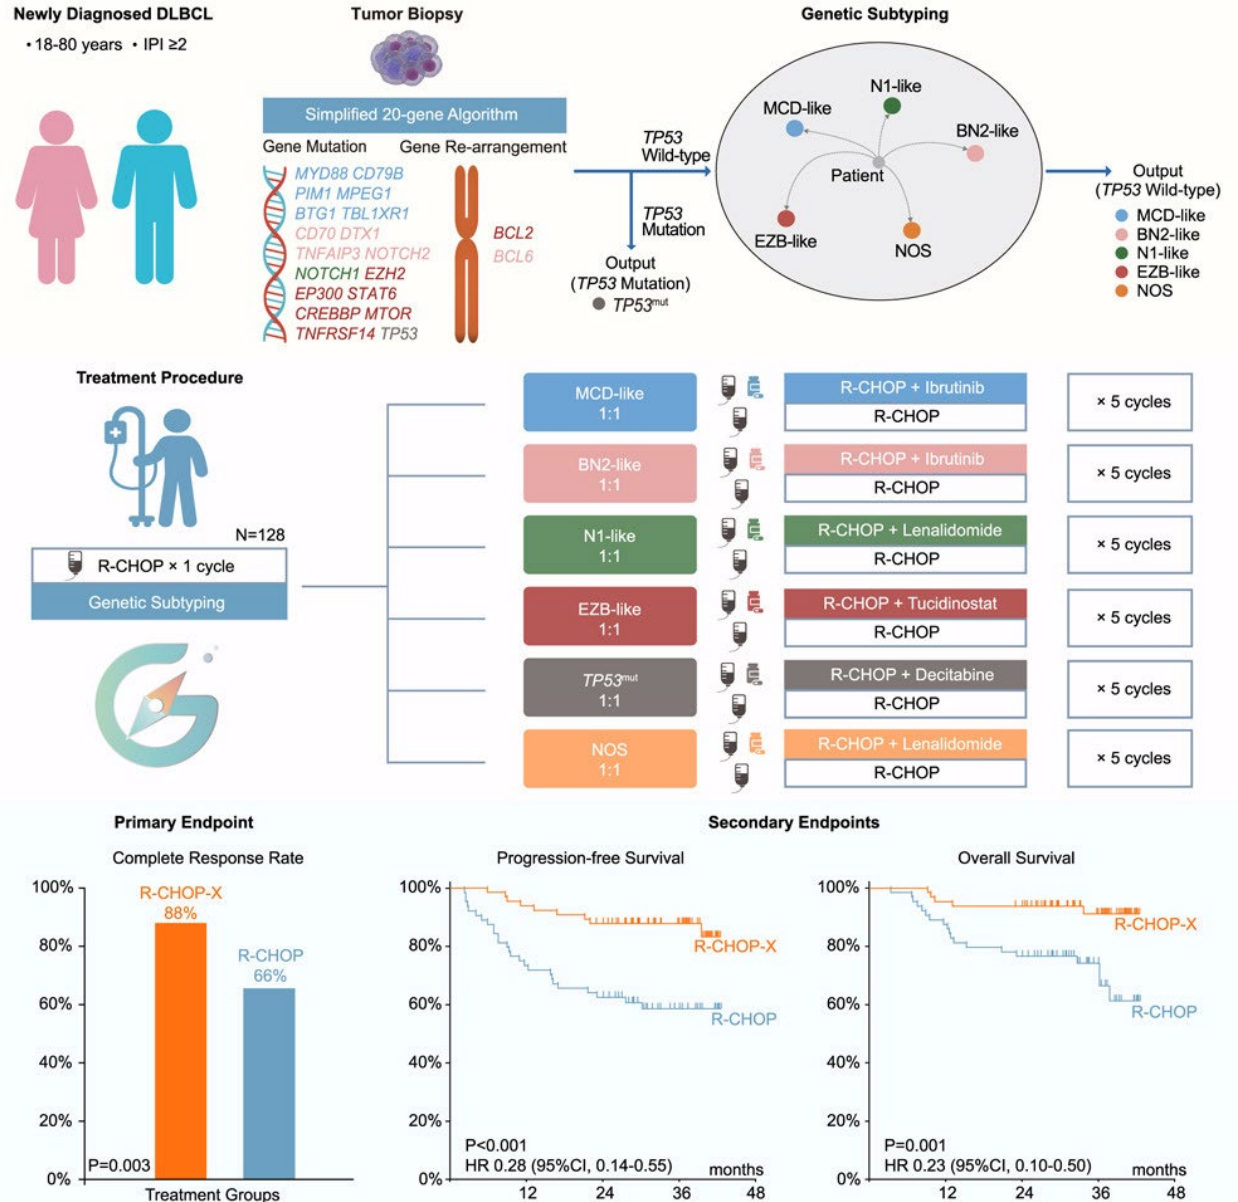 Newly Diagnosed DLBCL
• 18-80 years • IPI ≥2
Tumor Biopsy
Simplified 20-gene Algorithm
Gene Mutation
Gene Re-arrangement
MYD88 CD79B
PIM1 MPEG1
BTG1 TBL1XR1
CD70 DTX1
TNFAIP3 NOTCH2
NOTCH1 EZH2
EP300 STAT6
CREBBP MTOR
TNFRSF14 TP53
BCL2
BCL6
TP53
Wild-type
TP53
Mutation
Output
(TP53 Mutation)
TP53mut
Genetic Subtyping
N1-like
MCD-like
BN2-like
Patient
EZB-like
NOS
Output
(TP53 Wild-type)
MCD-like
BN2-like
N1-like
EZB-like
NOS
Treatment Procedure
N=128
R-CHOP × 1 cycle
Genetic Subtyping
MCD-like
1:1
R-CHOP + Ibrutinib
R-CHOP
× 5 cycles
BN2-like
1:1
R-CHOP + Ibrutinib
R-CHOP
× 5 cycles
N1-like
1:1
R-CHOP + Lenalidomide
R-CHOP
× 5 cycles
EZB-like
1:1
R-CHOP + Tucidinostat
R-CHOP
× 5 cycles
TP53mut
1:1
R-CHOP + Decitabine
R-CHOP
× 5 cycles
NOS
1:1
R-CHOP + Lenalidomide
R-CHOP
× 5 cycles
Primary Endpoint
Complete Response Rate
100%
80%
60%
40%
20%
0%
R-CHOP-X
88%
R-CHOP
66%
P=0.003
Treatment Groups
Secondary Endpoints
Progression-free Survival
100%
80%
60%
40%
20%
0%
R-CHOP-X
R-CHOP
P<0.001
HR 0.28 (95%CI, 0.14-0.55)
months
12 24 36 48
Overall Survival
100%
80%
60%
40%
20%
0%
R-CHOP-X
R-CHOP
P=0.001
HR 0.23 (95%CI, 0.10-0.50)
months
12 24 36 48